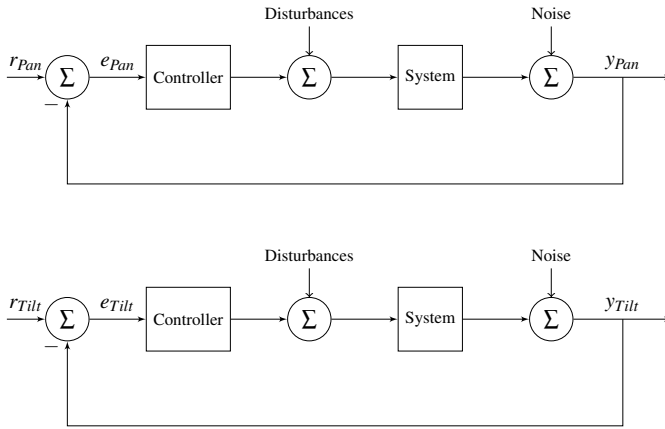 Disturbances Noise
r_Pan Σ e_Pan Controller Σ System Σ y_Pan
−
Disturbances Noise
r_Tilt Σ e_Tilt Controller Σ System Σ y_Tilt
−